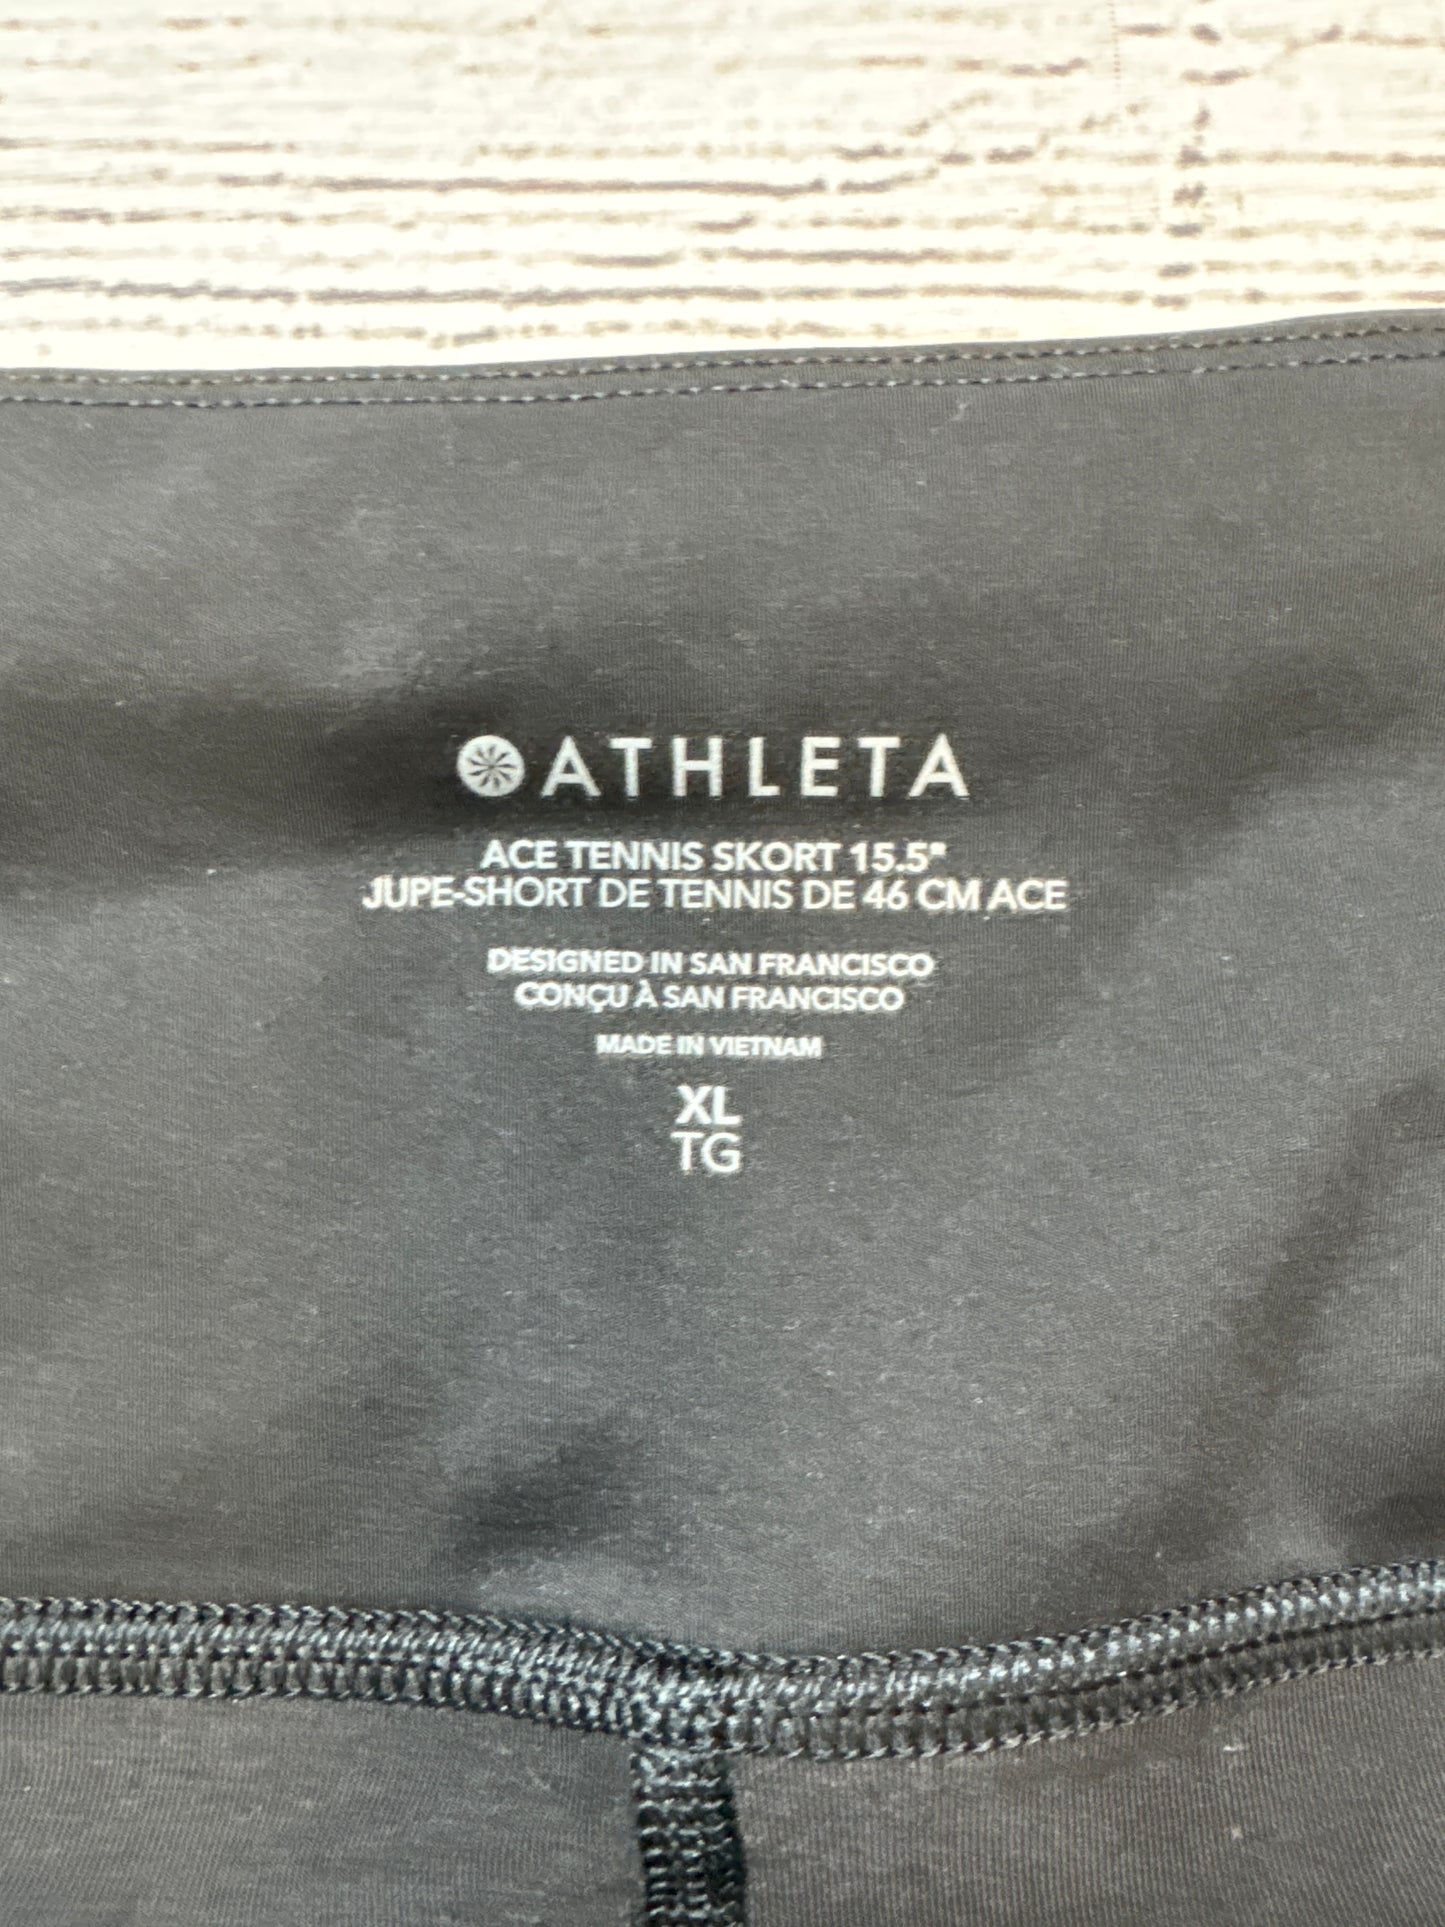 ATHLETA
ACE TENNIS SKORT 15.5"
JUPE-SHORT DE TENNIS DE 46 CM ACE
DESIGNED IN SAN FRANCISCO
CONÇU À SAN FRANCISCO
MADE IN VIETNAM
XL
TG